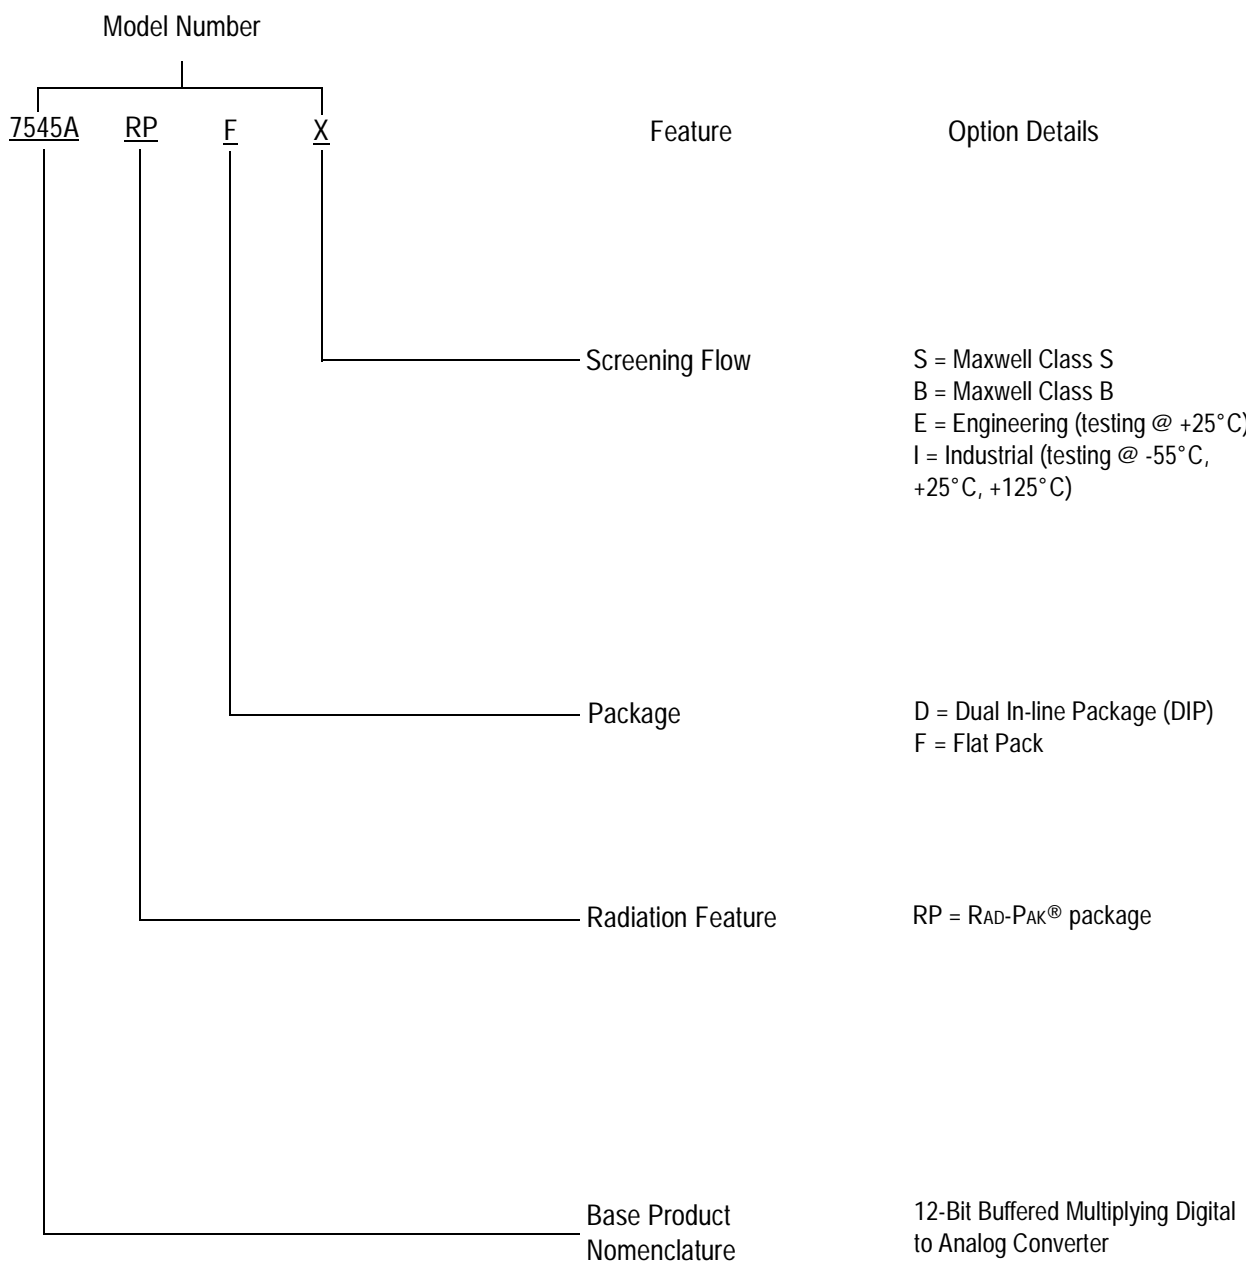 Model Number
7545A RP F X Feature Option Details
Screening Flow
S = Maxwell Class S
B = Maxwell Class B
E = Engineering (testing @ +25°C)
I = Industrial (testing @ -55°C,
+25°C, +125°C)
Package
D = Dual In-line Package (DIP)
F = Flat Pack
Radiation Feature
RP = RAD-PAK® package
Base Product
Nomenclature
12-Bit Buffered Multiplying Digital
to Analog Converter